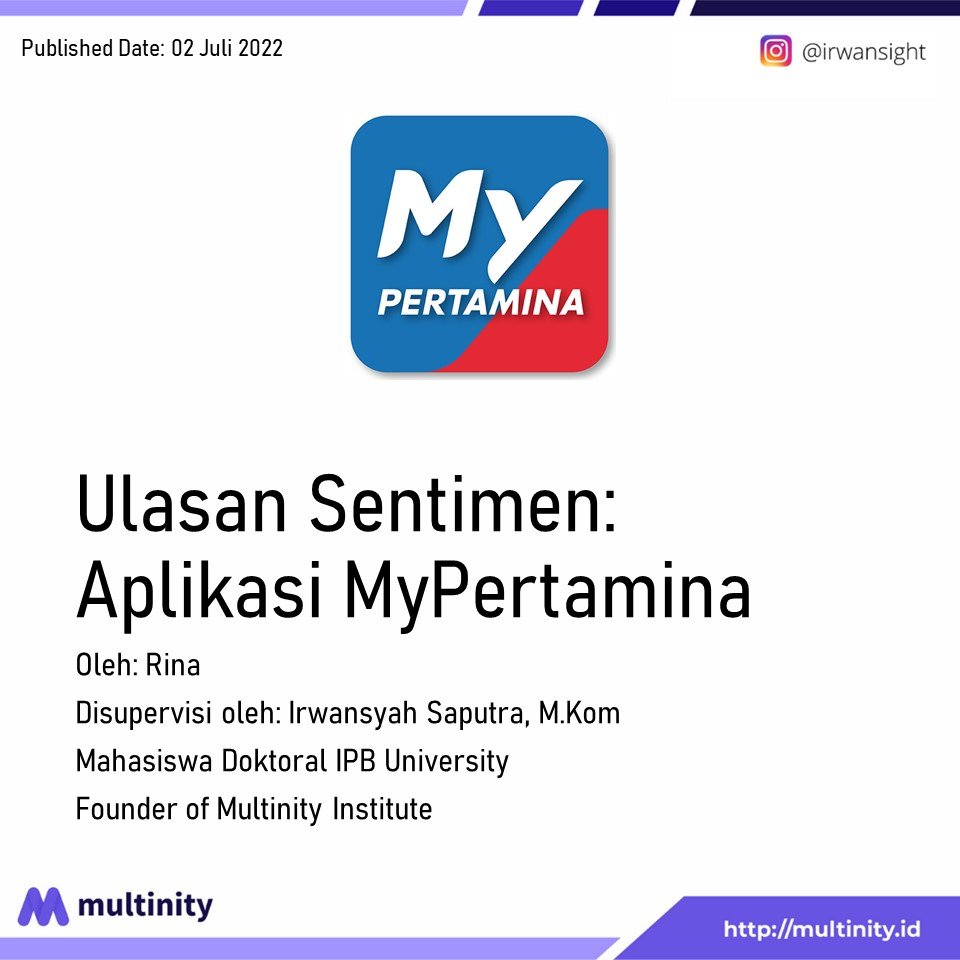 Published Date: 02 Juli 2022
@irwansight
My
PERTAMINA
Ulasan Sentimen:
Aplikasi MyPertamina
Oleh: Rina
Disupervisi oleh: Irwansyah Saputra, M.Kom
Mahasiswa Doktoral IPB University
Founder of Multinity Institute
multinity
http://multinity.id